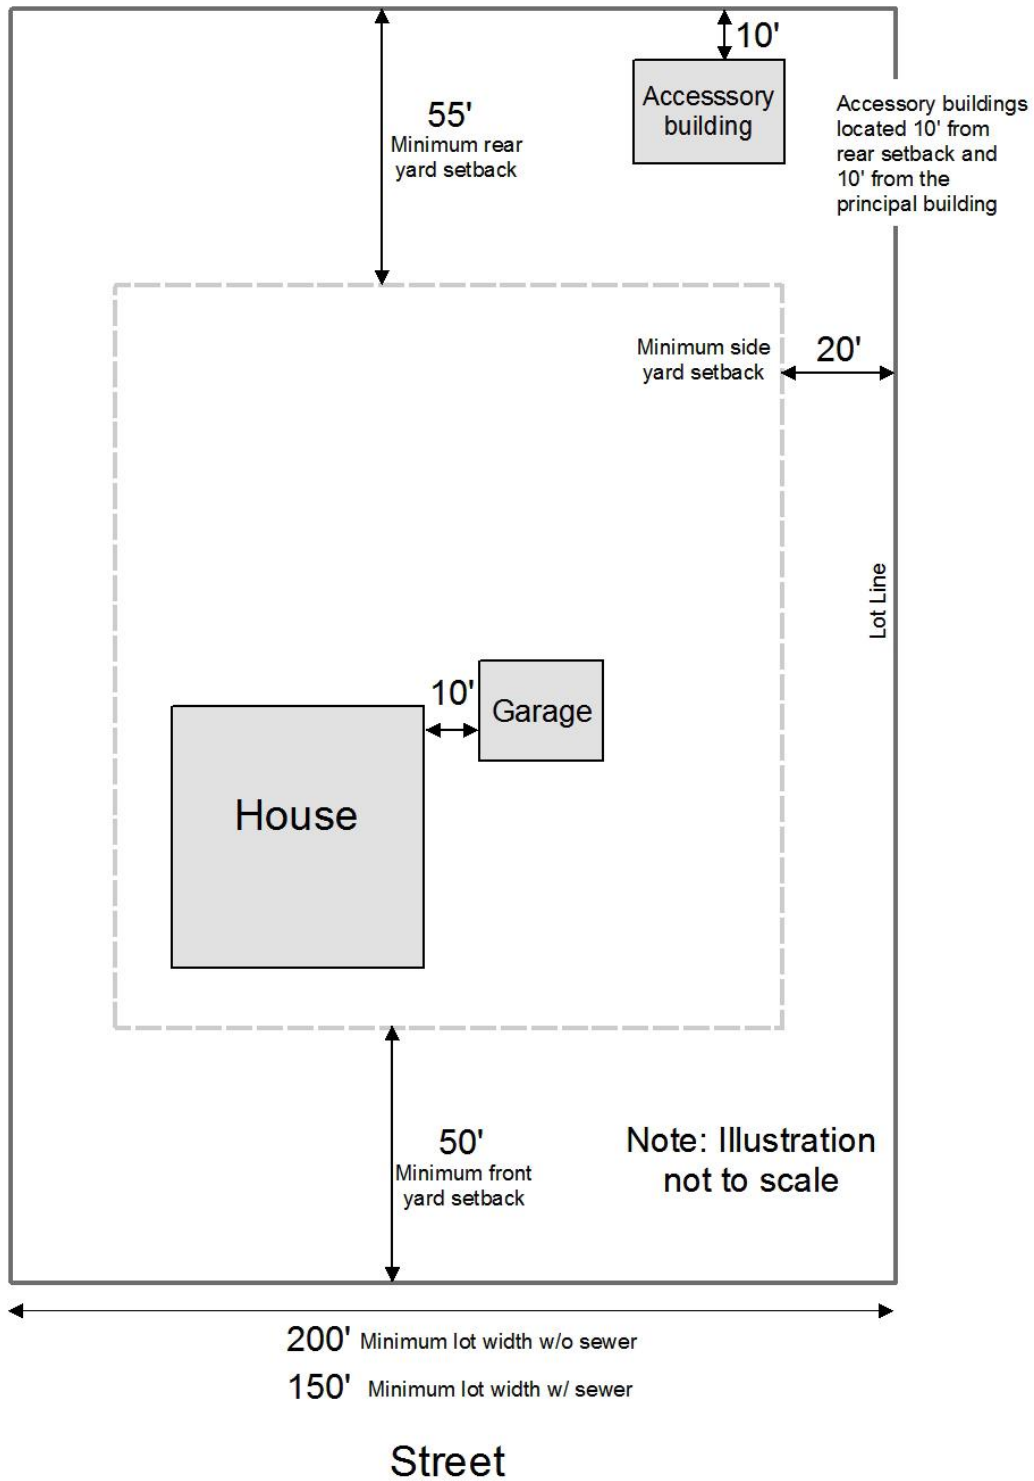 10'
Accesssory
building
55'
Minimum rear
yard setback
Accessory buildings
located 10' from
rear setback and
10' from the
principal building
Minimum side
yard setback
20'
Lot Line
10'
Garage
House
50'
Minimum front
yard setback
Note: Illustration
not to scale
200' Minimum lot width w/o sewer
150' Minimum lot width w/ sewer
Street